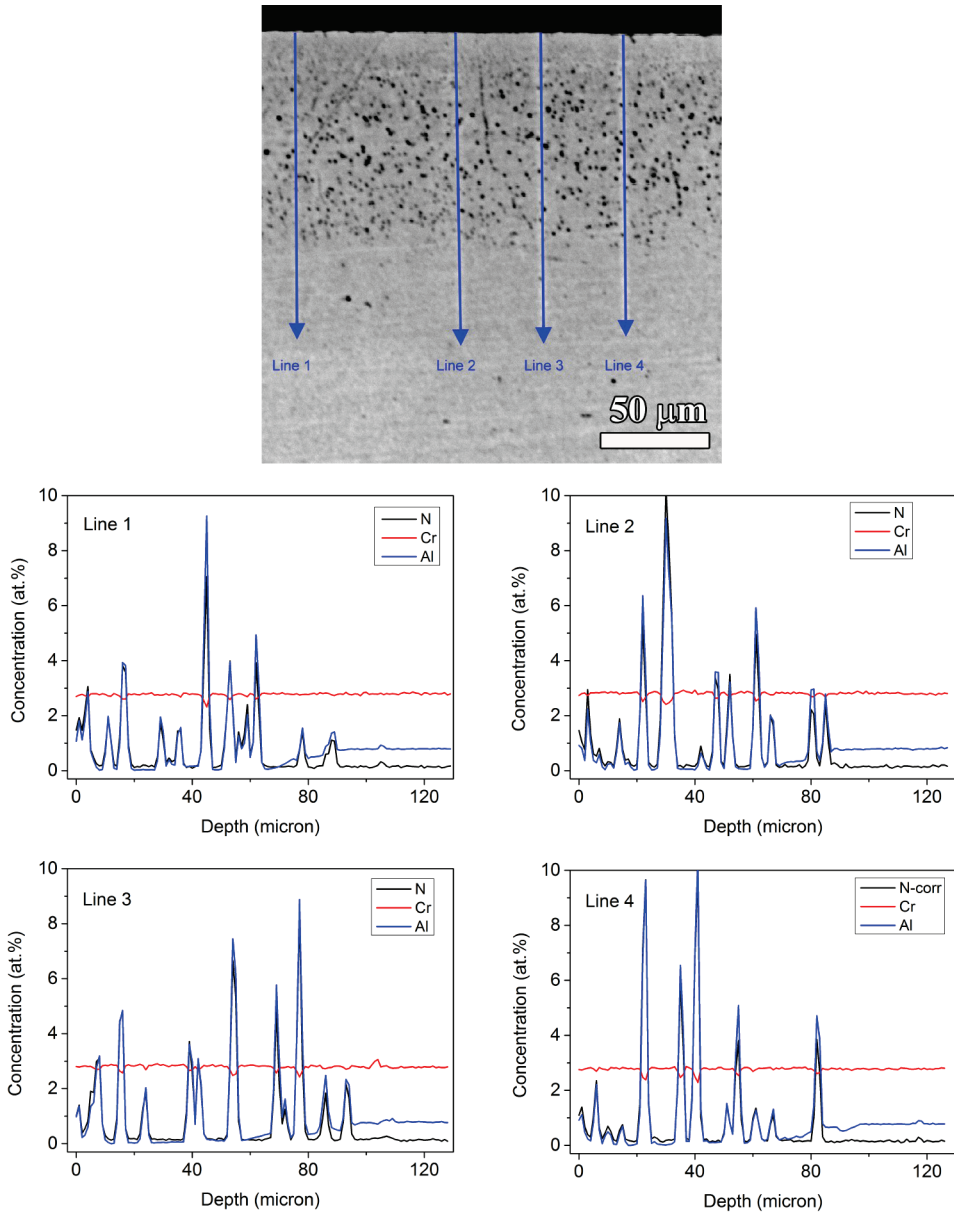 Line 1
Line 2
Line 3
Line 4
50 µm
10
8
6
4
2
0
Concentration (at.%)
Line 1
N
Cr
Al
0
40
80
120
Depth (micron)
10
8
6
4
2
0
Concentration (at.%)
Line 2
N
Cr
Al
0
40
80
120
Depth (micron)
10
8
6
4
2
0
Concentration (at.%)
Line 3
N
Cr
Al
0
40
80
120
Depth (micron)
10
8
6
4
2
0
Concentration (at.%)
Line 4
N-corr
Cr
Al
0
40
80
120
Depth (micron)